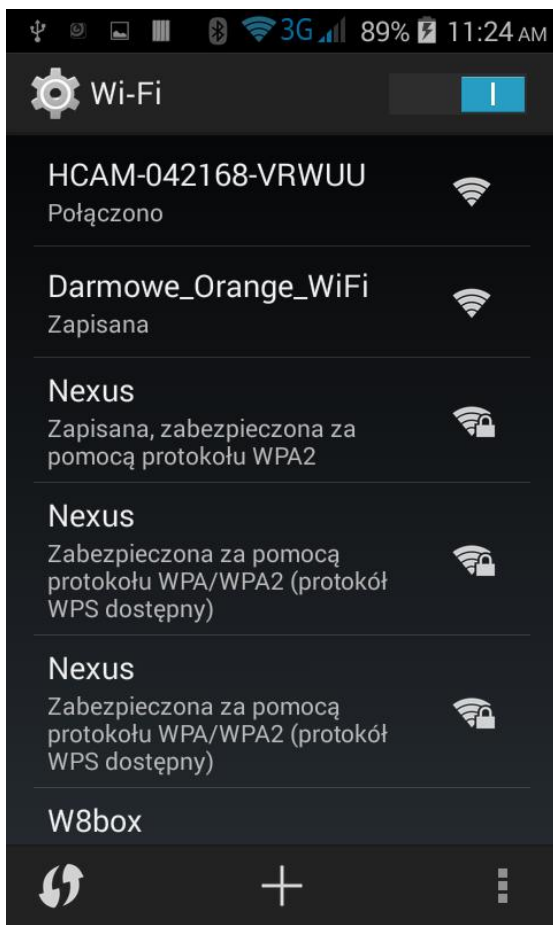 3G 89% 11:24 AM
Wi-Fi
HCAM-042168-VRWUU
Połączono
Darmowe_Orange_WiFi
Zapisana
Nexus
Zapisana, zabezpieczona za
pomocą protokołu WPA2
Nexus
Zabezpieczona za pomocą
protokołu WPA/WPA2 (protokół
WPS dostępny)
Nexus
Zabezpieczona za pomocą
protokołu WPA/WPA2 (protokół
WPS dostępny)
W8box